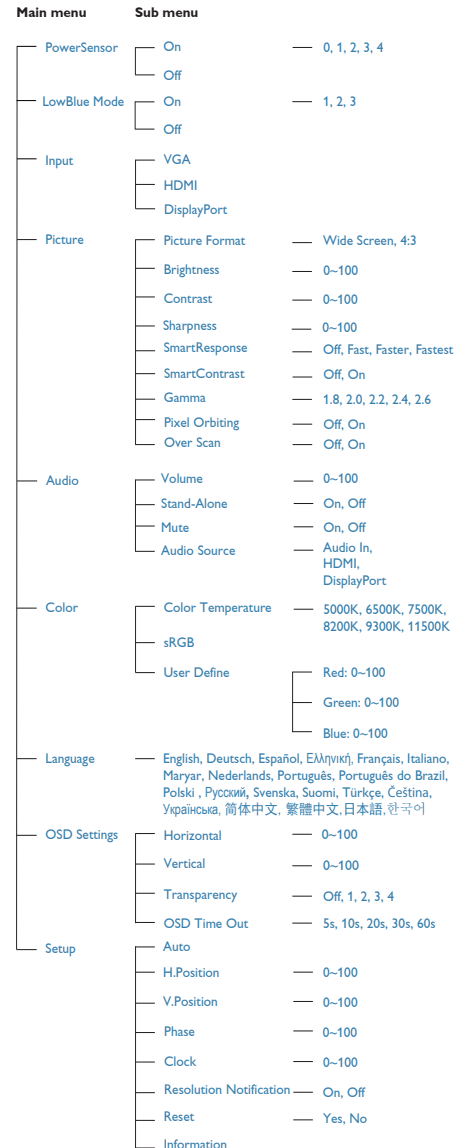 Main menu Sub menu
PowerSensor On 0, 1, 2, 3, 4
Off
LowBlue Mode On 1, 2, 3
Off
Input VGA
HDMI
DisplayPort
Picture Picture Format Wide Screen, 4:3
Brightness 0~100
Contrast 0~100
Sharpness 0~100
SmartResponse Off, Fast, Faster, Fastest
SmartContrast Off, On
Gamma 1.8, 2.0, 2.2, 2.4, 2.6
Pixel Orbiting Off, On
Over Scan Off, On
Audio Volume 0~100
Stand-Alone On, Off
Mute On, Off
Audio Source Audio In,
HDMI,
DisplayPort
Color Color Temperature 5000K, 6500K, 7500K,
8200K, 9300K, 11500K
sRGB
User Define Red: 0~100
Green: 0~100
Blue: 0~100
Language English, Deutsch, Español, Ελληνική, Français, Italiano,
Maryar, Nederlands, Português, Português do Brazil,
Polski , Русский, Svenska, Suomi, Türkçe, Čeština,
Українська, 简体中文, 繁體中文,日本語,한국어
OSD Settings Horizontal 0~100
Vertical 0~100
Transparency Off, 1, 2, 3, 4
OSD Time Out 5s, 10s, 20s, 30s, 60s
Setup Auto
H.Position 0~100
V.Position 0~100
Phase 0~100
Clock 0~100
Resolution Notification On, Off
Reset Yes, No
Information